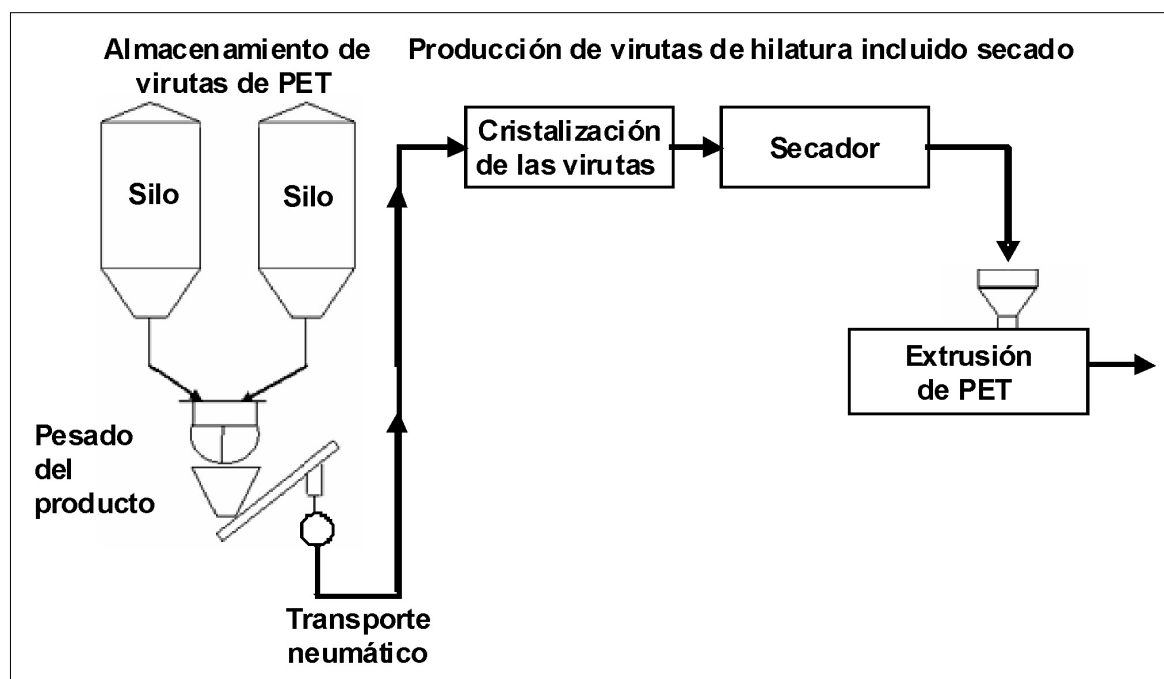 Almacenamiento de
virutas de PET
Producción de virutas de hilatura incluido secado
Silo
Silo
Cristalización
de las virutas
Secador
Extrusión
de PET
Pesado
del
producto
Transporte
neumático